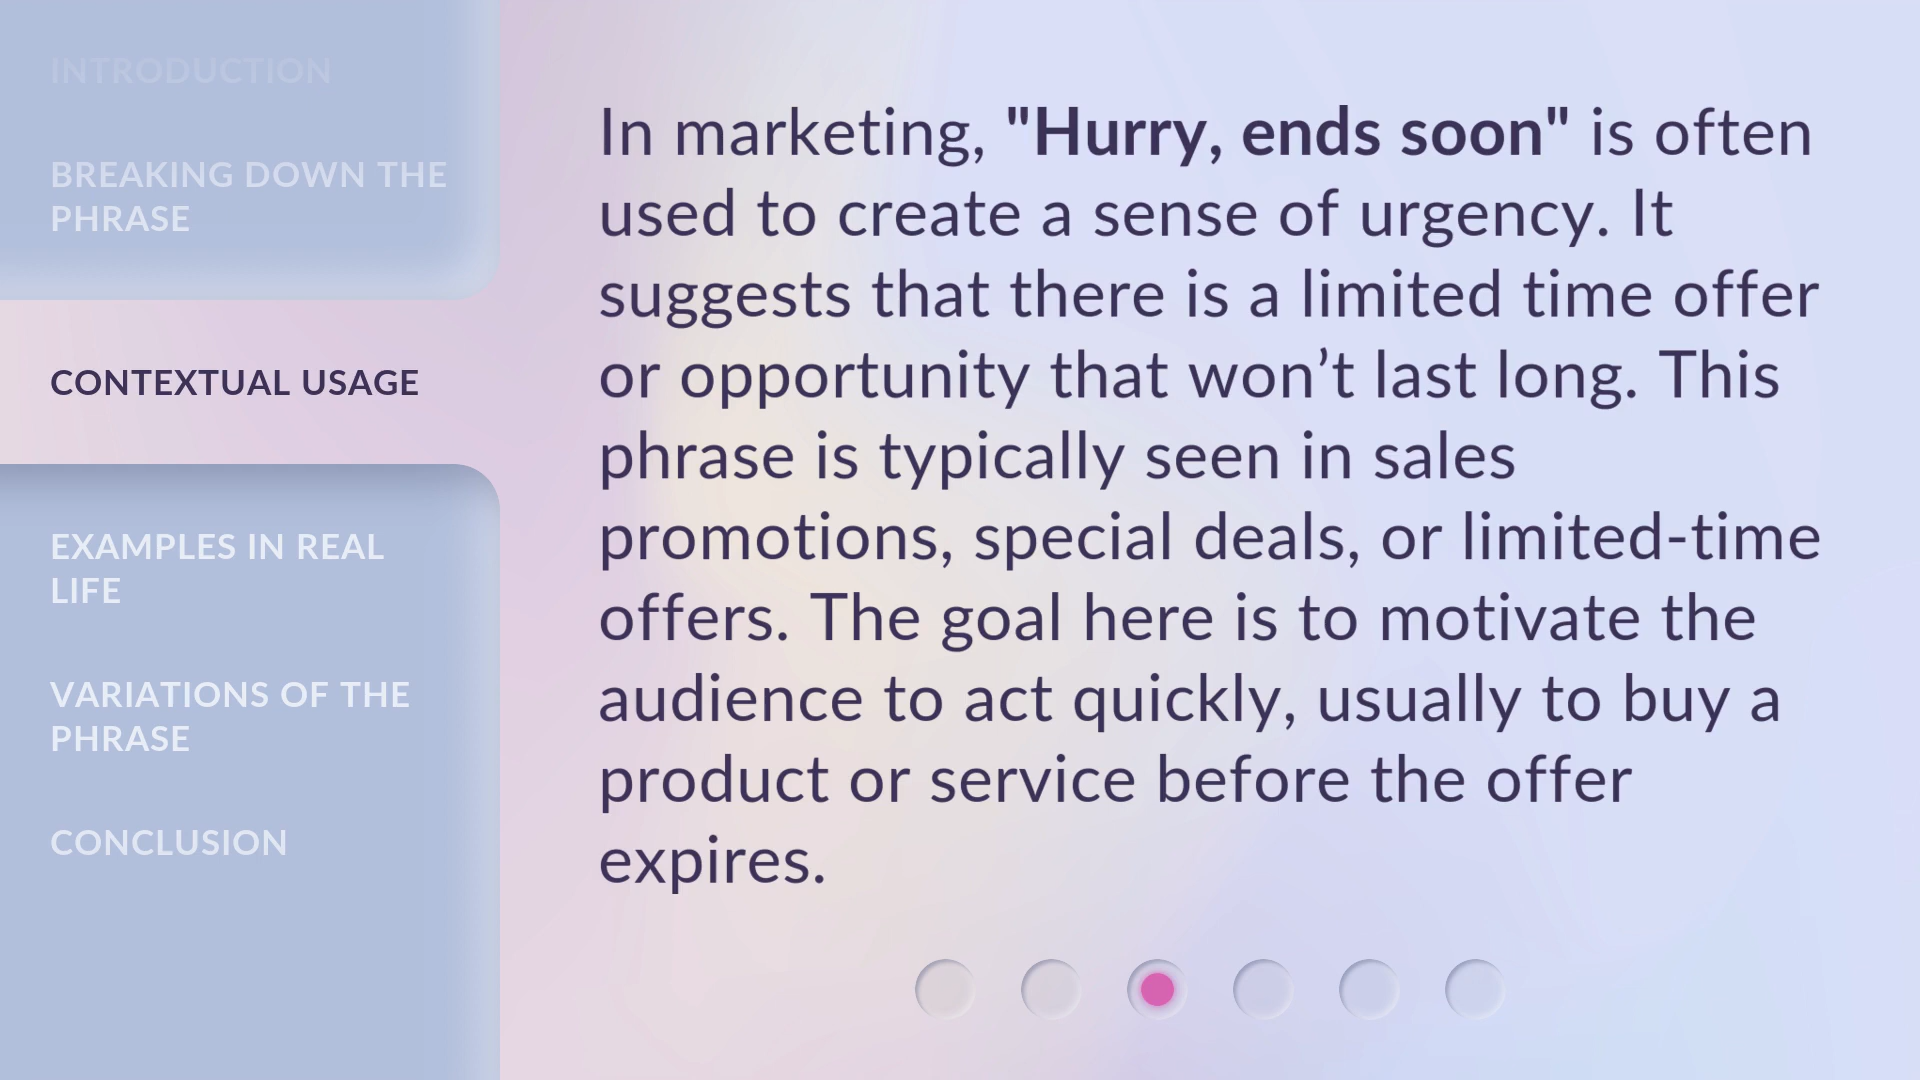 INTRODUCTION
BREAKING DOWN THE
PHRASE
CONTEXTUAL USAGE
EXAMPLES IN REAL
LIFE
VARIATIONS OF THE
PHRASE
CONCLUSION
In marketing, "Hurry, ends soon" is often
used to create a sense of urgency. It
suggests that there is a limited time offer
or opportunity that won’t last long. This
phrase is typically seen in sales
promotions, special deals, or limited-time
offers. The goal here is to motivate the
audience to act quickly, usually to buy a
product or service before the offer
expires.